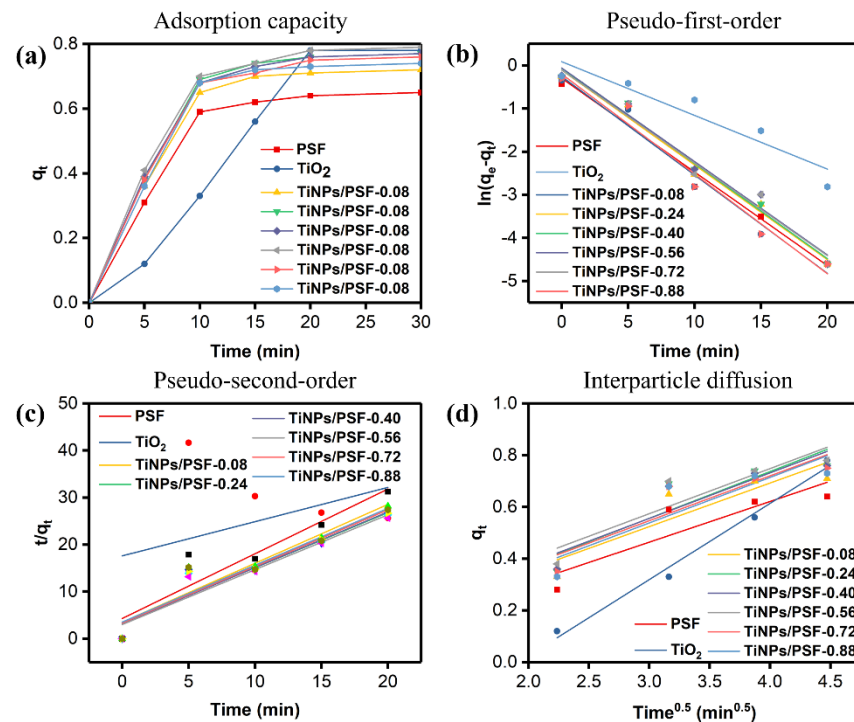 Adsorption capacity
(a)
0.8
0.6
0.4
0.2
0.0
qt
PSF
TiO2
TiNPs/PSF-0.08
TiNPs/PSF-0.08
TiNPs/PSF-0.08
TiNPs/PSF-0.08
TiNPs/PSF-0.08
TiNPs/PSF-0.08
0 5 10 15 20 25 30
Time (min)
Pseudo-first-order
(b)
0
-1
-2
-3
-4
-5
ln(qe-qt)
PSF
TiO2
TiNPs/PSF-0.08
TiNPs/PSF-0.24
TiNPs/PSF-0.40
TiNPs/PSF-0.56
TiNPs/PSF-0.72
TiNPs/PSF-0.88
0 5 10 15 20
Time (min)
Pseudo-second-order
(c)
50
40
30
20
10
0
t/qt
PSF
TiO2
TiNPs/PSF-0.08
TiNPs/PSF-0.24
TiNPs/PSF-0.40
TiNPs/PSF-0.56
TiNPs/PSF-0.72
TiNPs/PSF-0.88
0 5 10 15 20
Time (min)
Interparticle diffusion
(d)
1.0
0.8
0.6
0.4
0.2
0.0
qt
PSF
TiO2
TiNPs/PSF-0.08
TiNPs/PSF-0.24
TiNPs/PSF-0.40
TiNPs/PSF-0.56
TiNPs/PSF-0.72
TiNPs/PSF-0.88
2.0 2.5 3.0 3.5 4.0 4.5
Time^0.5 (min^0.5)